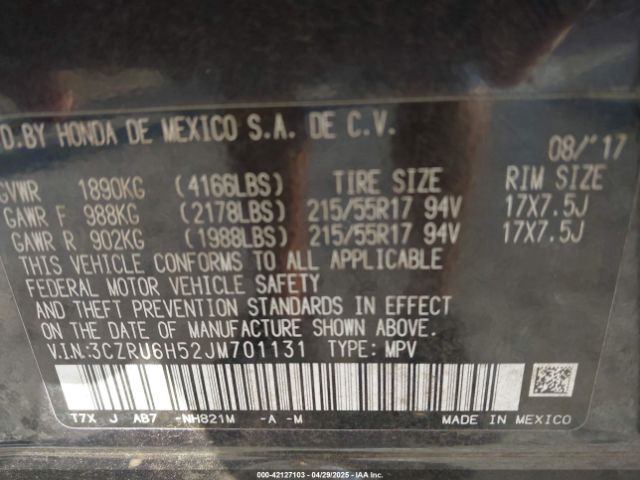 D.BY HONDA DE MEXICO S.A. DE C.V.
08/'17
GVWR 1890KG (4166LBS) TIRE SIZE RIM SIZE
GAWR F 988KG (2178LBS) 215/55R17 94V 17X7.5J
GAWR R 902KG (1988LBS) 215/55R17 94V 17X7.5J
THIS VEHICLE CONFORMS TO ALL APPLICABLE
FEDERAL MOTOR VEHICLE SAFETY
AND THEFT PREVENTION STANDARDS IN EFFECT
ON THE DATE OF MANUFACTURE SHOWN ABOVE.
V.I.N:3CZRU6H52JM701131 TYPE: MPV
T7X J AB7 -NH821M -A -M MADE IN MEXICO
000-42127103 04/29/2025 IAAI.COM